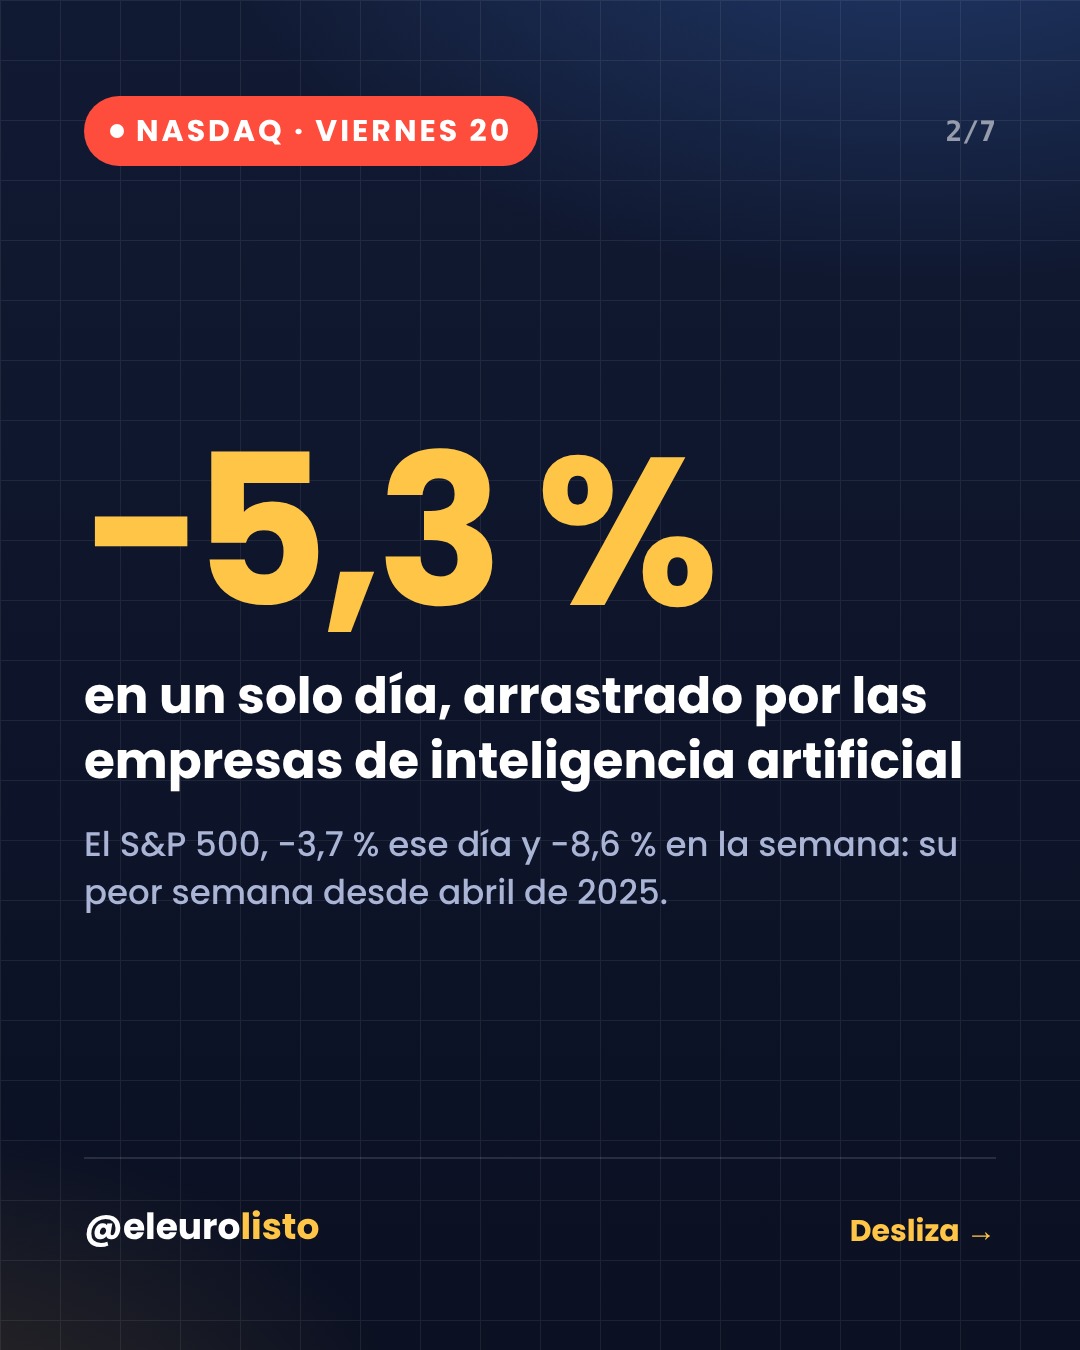 NASDAQ · VIERNES 20
2/7
−5,3 %
en un solo día, arrastrado por las
empresas de inteligencia artificial
El S&P 500, −3,7 % ese día y −8,6 % en la semana: su
peor semana desde abril de 2025.
@eleurolisto
Desliza →